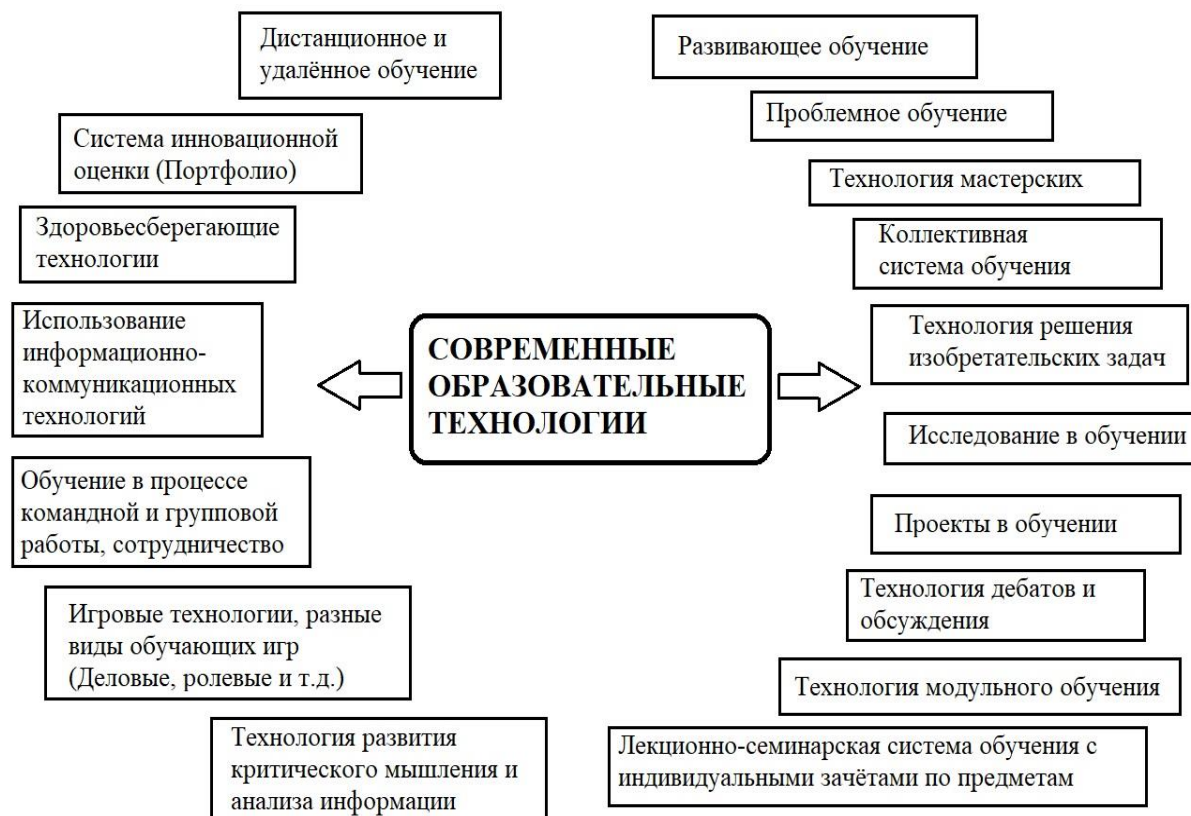 Дистанционное и
удалённое обучение
Система инновационной
оценки (Портфолио)
Здоровьесберегающие
технологии
Использование
информационно-
коммуникационных
технологий
Обучение в процессе
командной и групповой
работы, сотрудничество
Игровые технологии, разные
виды обучающих игр
(Деловые, ролевые и т.д.)
Технология развития
критического мышления и
анализа информации
СОВРЕМЕННЫЕ
ОБРАЗОВАТЕЛЬНЫЕ
ТЕХНОЛОГИИ
Развивающее обучение
Проблемное обучение
Технология мастерских
Коллективная
система обучения
Технология решения
изобретательских задач
Исследование в обучении
Проекты в обучении
Технология дебатов и
обсуждения
Технология модульного обучения
Лекционно-семинарская система обучения с
индивидуальными зачётами по предметам